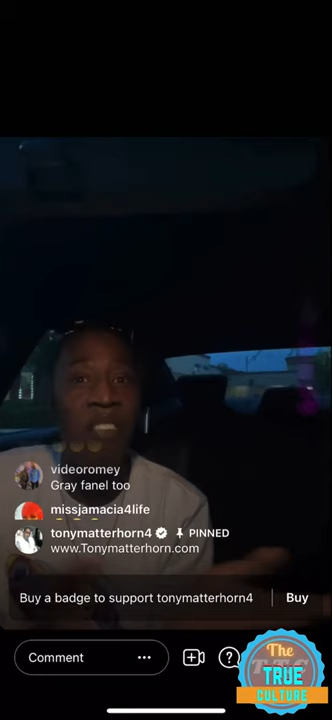 videoromey
Gray fanel too
missjamacia4life
tonymatterhorn4 PINNED
www.Tonymatterhorn.com
Buy a badge to support tonymatterhorn4
Buy
Comment
The
TRUE
CULTURE